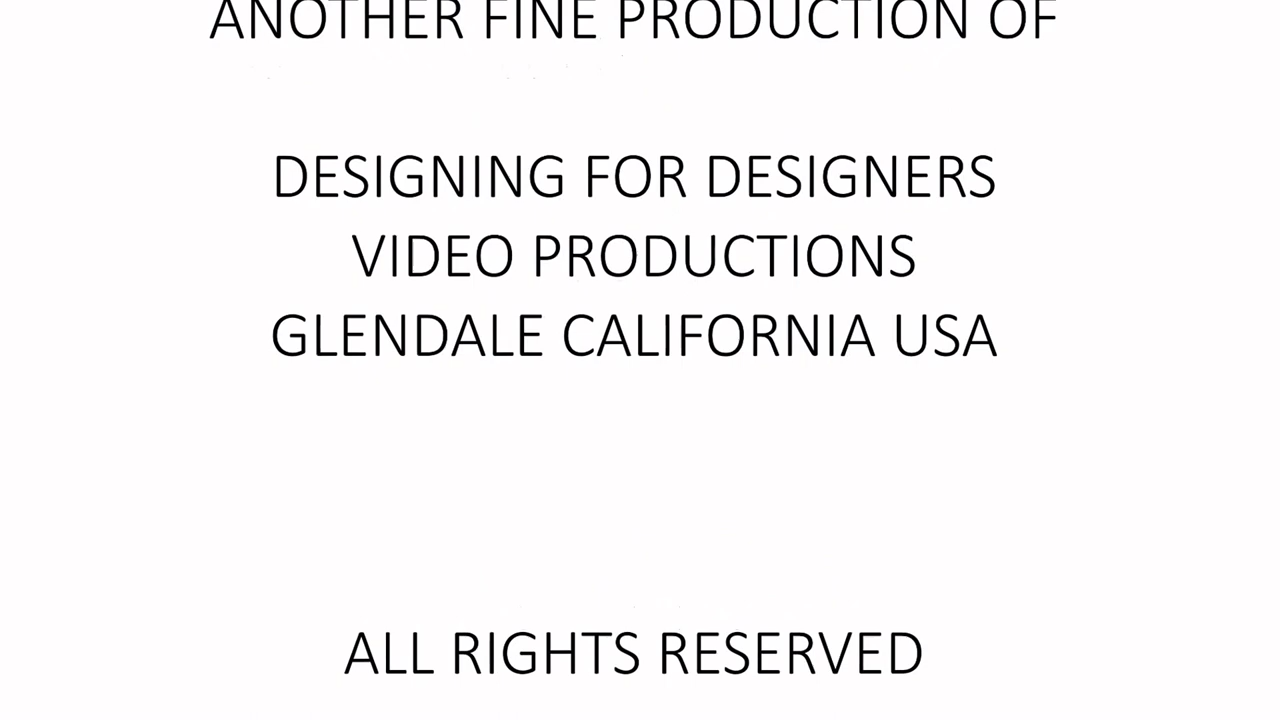 ANOTHER FINE PRODUCTION OF
DESIGNING FOR DESIGNERS
VIDEO PRODUCTIONS
GLENDALE CALIFORNIA USA
ALL RIGHTS RESERVED